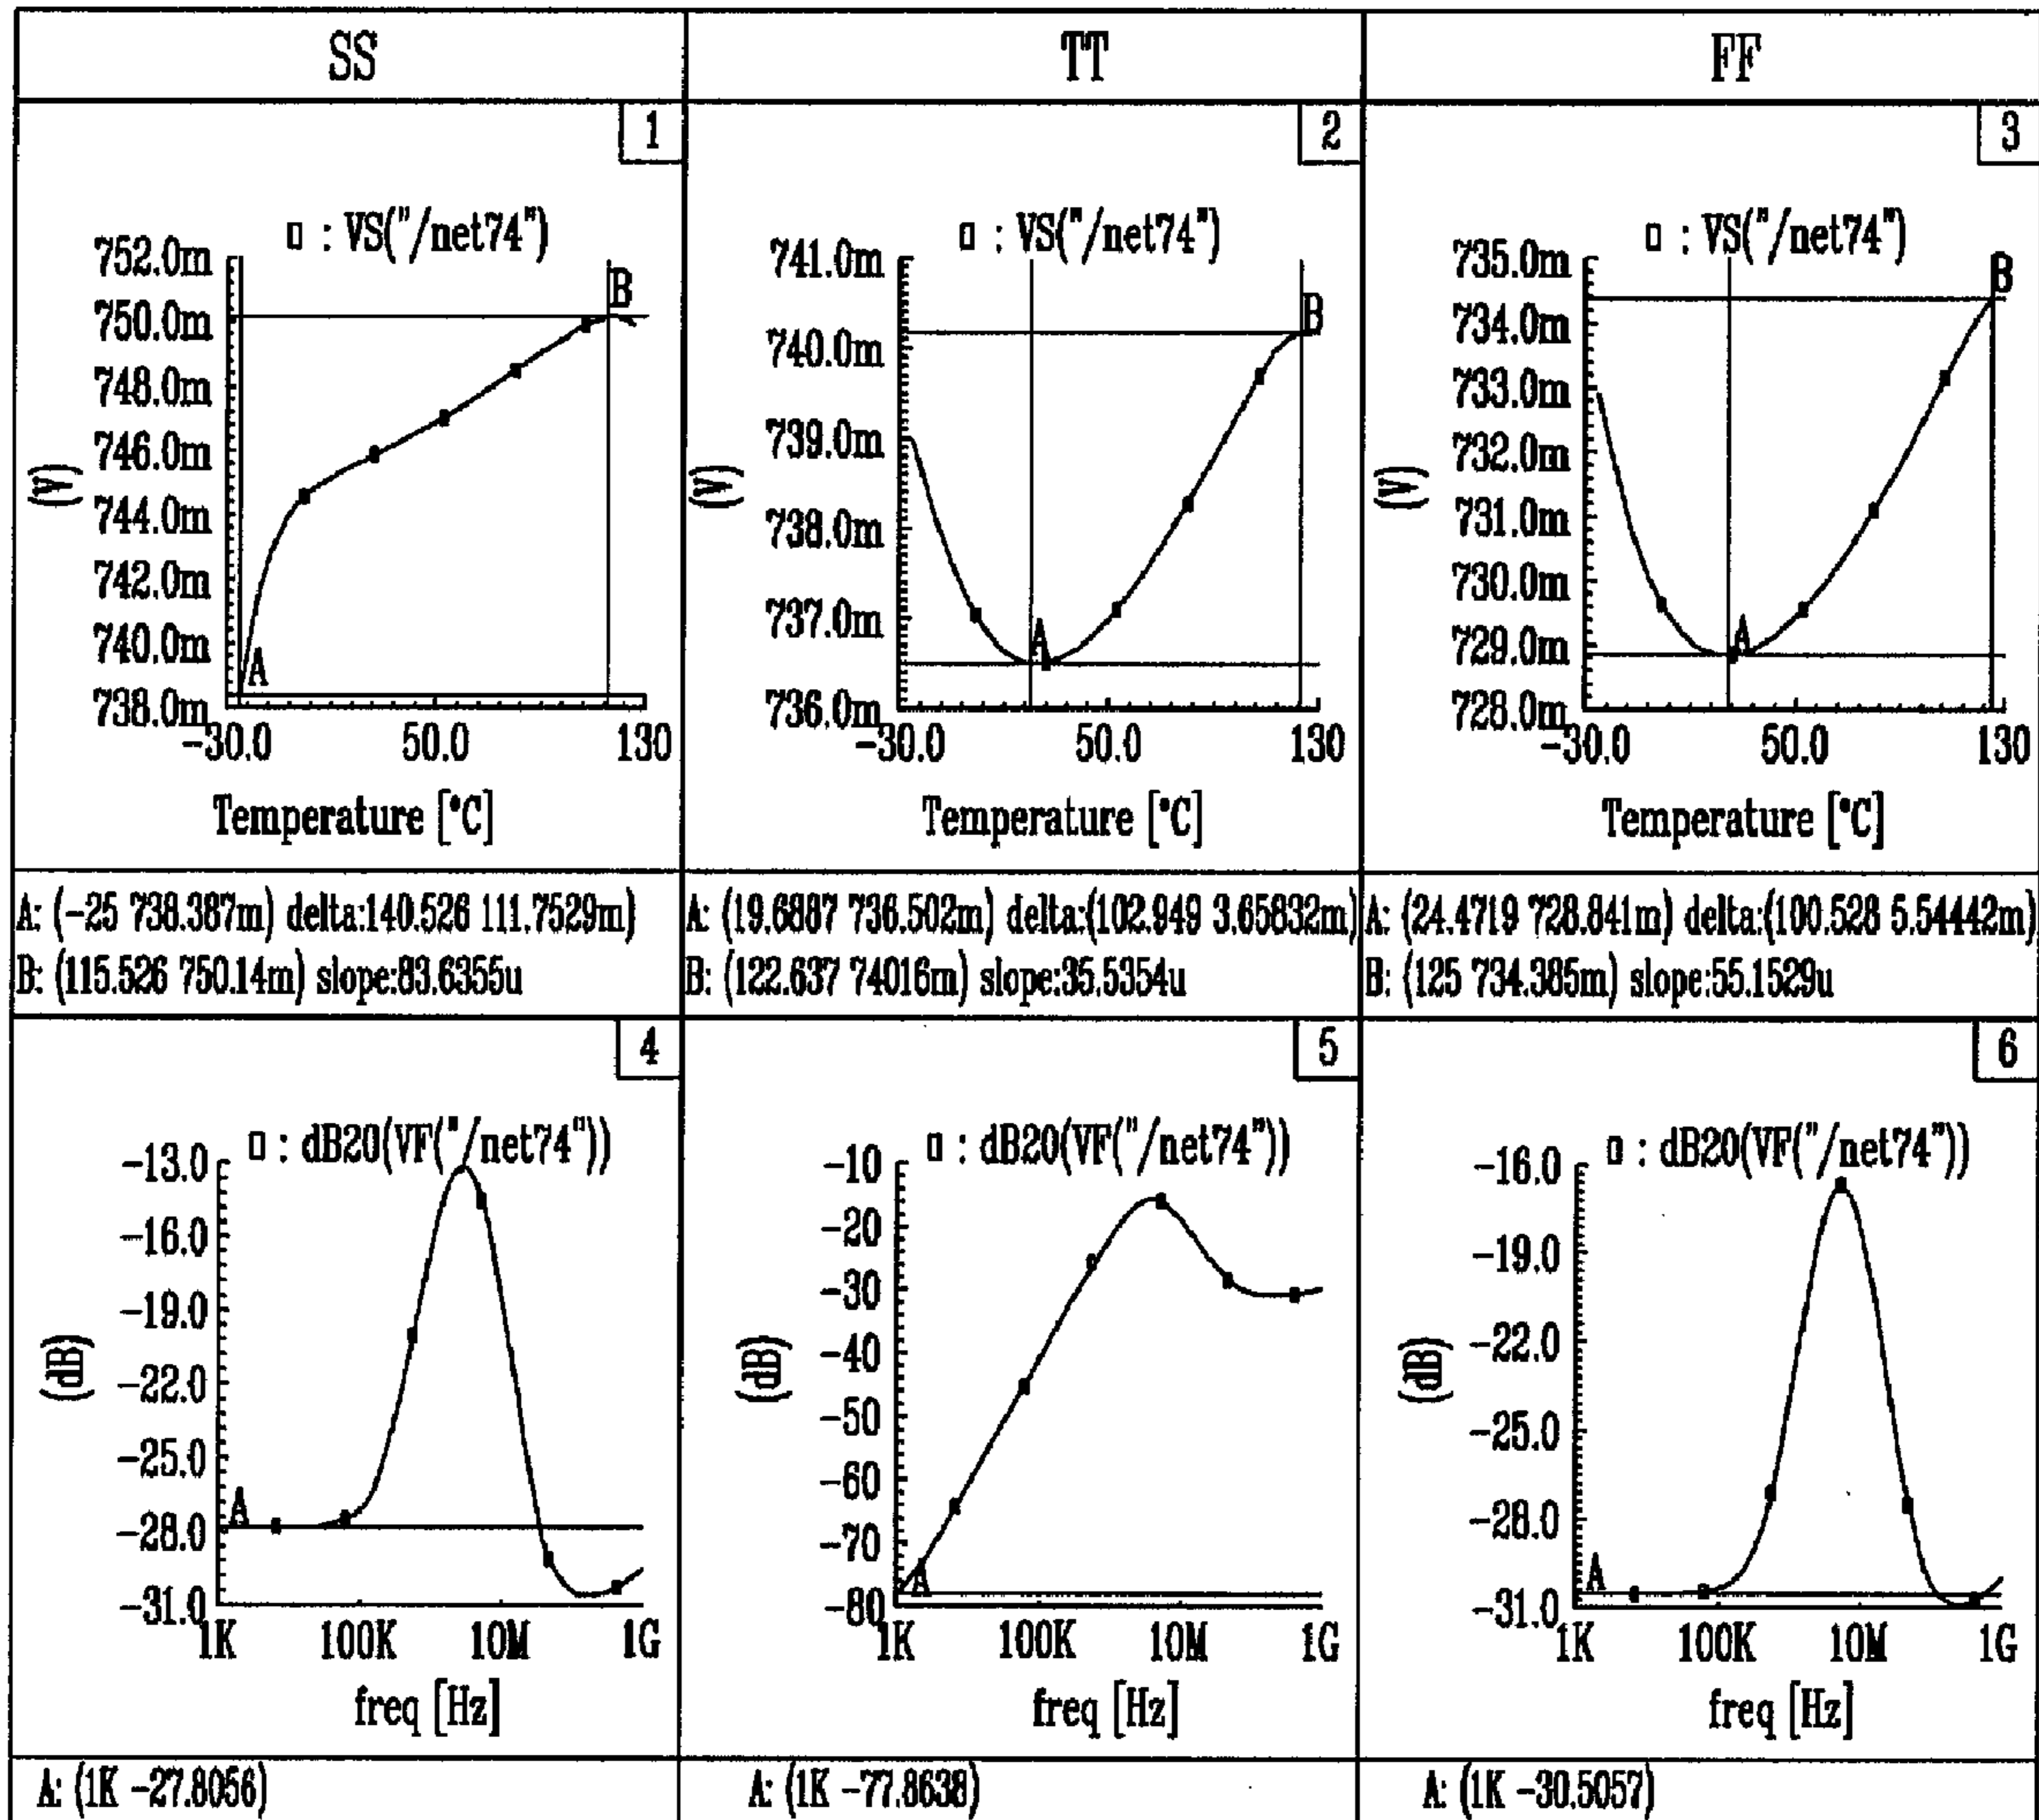 SS
TT
FF
1
▯ : VS("/net74")
752.0m
750.0m
748.0m
746.0m
744.0m
742.0m
740.0m
738.0m
(V)
A
B
-30.0 50.0 130
Temperature [°C]
2
▯ : VS("/net74")
741.0m
740.0m
739.0m
738.0m
737.0m
736.0m
(V)
A
B
-30.0 50.0 130
Temperature [°C]
3
▯ : VS("/net74")
735.0m
734.0m
733.0m
732.0m
731.0m
730.0m
729.0m
728.0m
(V)
A
B
-30.0 50.0 130
Temperature [°C]
A: (-25 738.387m) delta:140.526 111.7529m)
B: (115.526 750.14m) slope:83.6355u
A: (19.6887 736.502m) delta:(102.949 3.65832m)
B: (122.637 74016m) slope:35.5354u
A: (24.4719 728.841m) delta:(100.528 5.54442m)
B: (125 734.385m) slope:55.1529u
4
▯ : dB20(VF("/net74"))
-13.0
-16.0
-19.0
-22.0
-25.0
-28.0
-31.0
(dB)
A
1K 100K 10M 1G
freq [Hz]
5
▯ : dB20(VF("/net74"))
-10
-20
-30
-40
-50
-60
-70
-80
(dB)
A
1K 100K 10M 1G
freq [Hz]
6
▯ : dB20(VF("/net74"))
-16.0
-19.0
-22.0
-25.0
-28.0
-31.0
(dB)
A
1K 100K 10M 1G
freq [Hz]
A: (1K -27.8056)
A: (1K -77.8638)
A: (1K -30.5057)